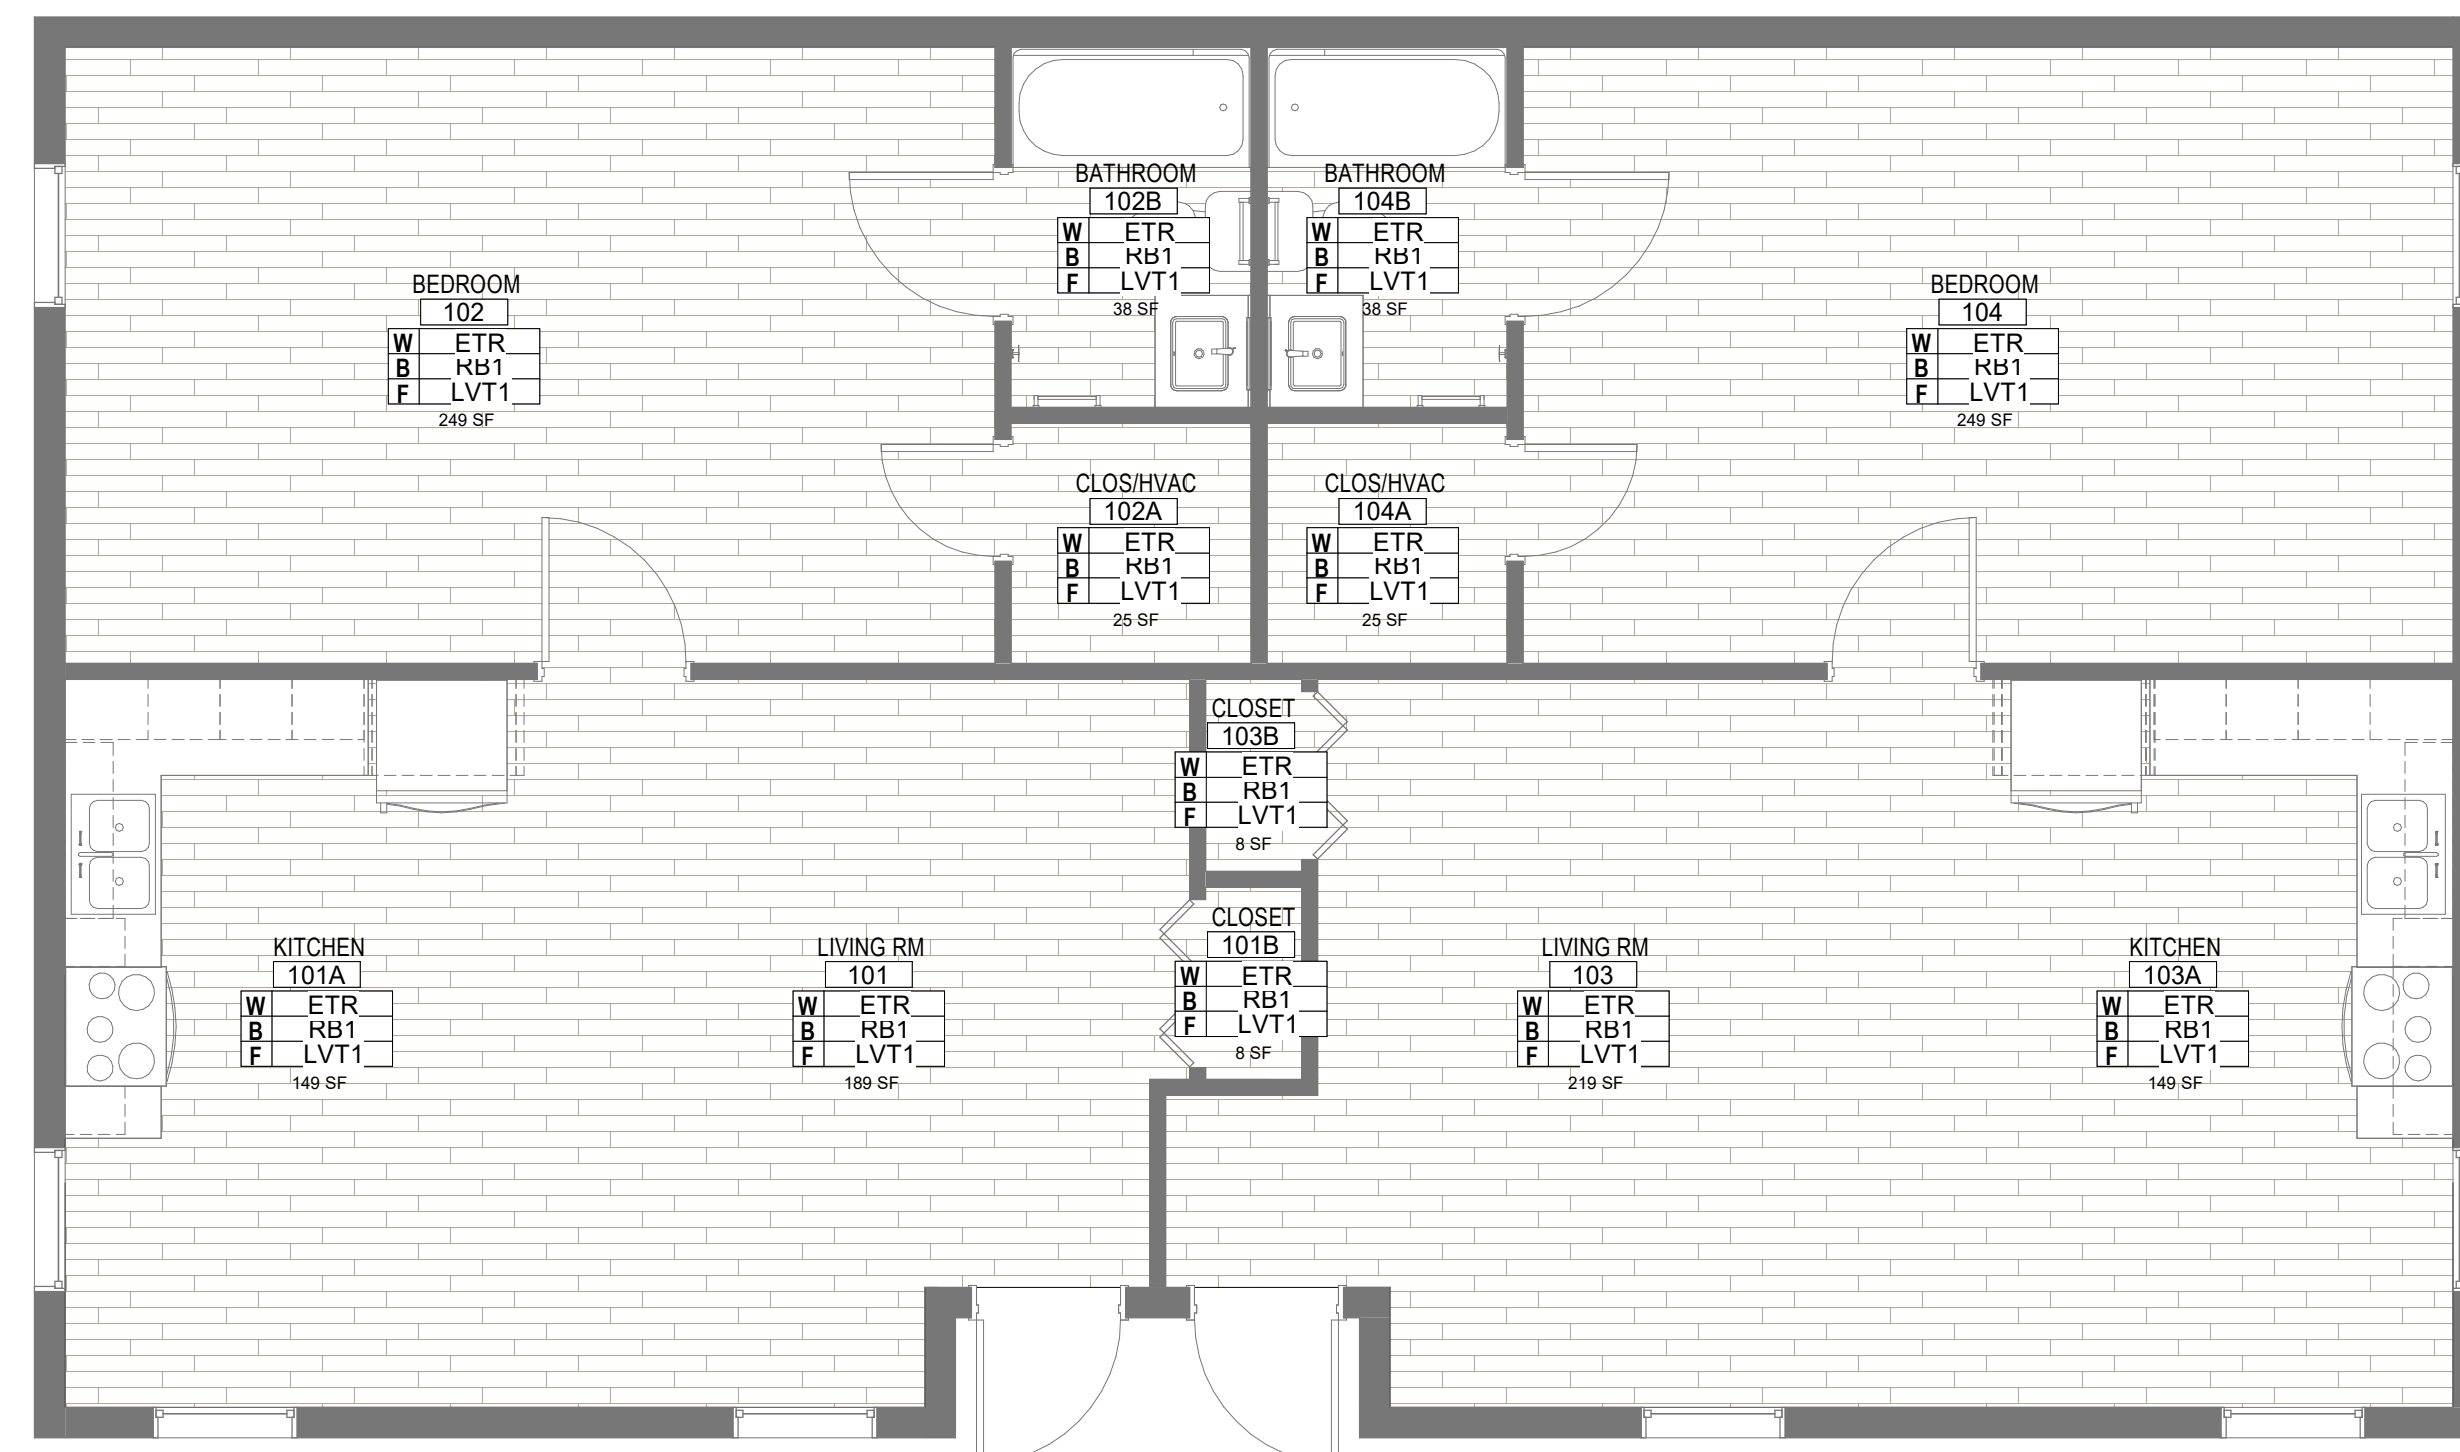 BATHROOM
102B
W ETR
B RB1
F LVT1
38 SF
BATHROOM
104B
W ETR
B RB1
F LVT1
38 SF
BEDROOM
102
W ETR
B RB1
F LVT1
249 SF
BEDROOM
104
W ETR
B RB1
F LVT1
249 SF
CLOS/HVAC
102A
W ETR
B RB1
F LVT1
25 SF
CLOS/HVAC
104A
W ETR
B RB1
F LVT1
25 SF
CLOSET
103B
W ETR
B RB1
F LVT1
8 SF
CLOSET
101B
W ETR
B RB1
F LVT1
8 SF
KITCHEN
101A
W ETR
B RB1
F LVT1
149 SF
LIVING RM
101
W ETR
B RB1
F LVT1
189 SF
LIVING RM
103
W ETR
B RB1
F LVT1
219 SF
KITCHEN
103A
W ETR
B RB1
F LVT1
149 SF